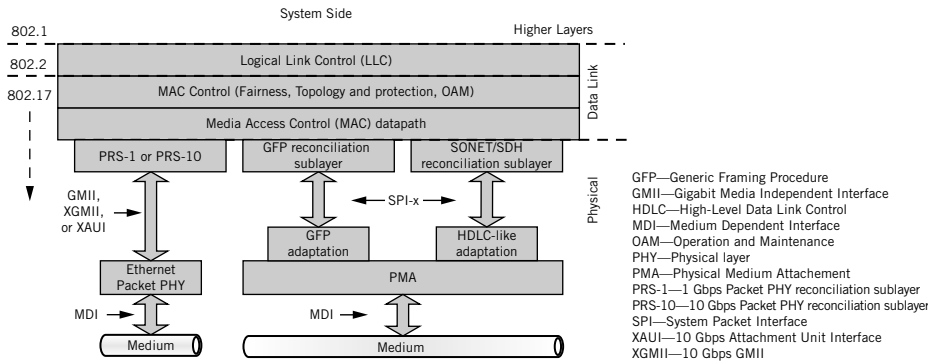 System Side
802.1
Higher Layers
Logical Link Control (LLC)
802.2
MAC Control (Fairness, Topology and protection, OAM)
802.17
Data Link
Media Access Control (MAC) datapath
PRS-1 or PRS-10
GFP reconciliation
sublayer
SONET/SDH
reconciliation sublayer
Physical
GMII,
XGMII,
or XAUI
SPI-x
GFP
adaptation
HDLC-like
adaptation
Ethernet
Packet PHY
PMA
MDI
MDI
Medium
Medium
GFP—Generic Framing Procedure
GMII—Gigabit Media Independent Interface
HDLC—High-Level Data Link Control
MDI—Medium Dependent Interface
OAM—Operation and Maintenance
PHY—Physical layer
PMA—Physical Medium Attachement
PRS-1—1 Gbps Packet PHY reconciliation sublayer
PRS-10—10 Gbps Packet PHY reconciliation sublayer
SPI—System Packet Interface
XAUI—10 Gbps Attachment Unit Interface
XGMII—10 Gbps GMII